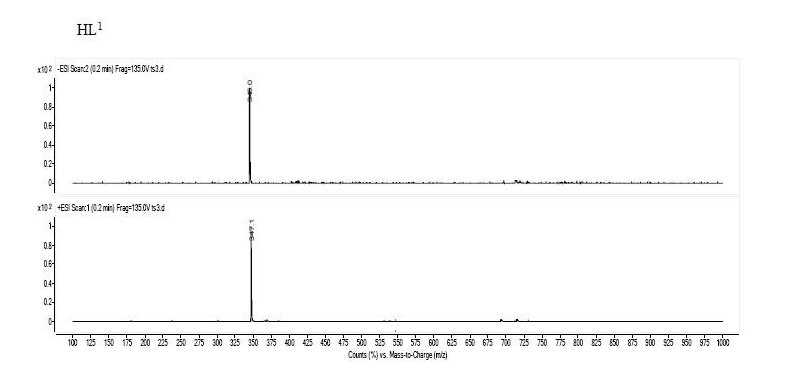 HL1
x10 2 -ESI Scan:2 (0.2 min) Frag=135.0V ts3.d
1
0.8
0.6
0.4
0.2
0
x10 2 +ESI Scan:1 (0.2 min) Frag=135.0V ts3.d
347.1
1
0.8
0.6
0.4
0.2
0
100 125 150 175 200 225 250 275 300 325 350 375 400 425 450 475 500 525 550 575 600 625 650 675 700 725 750 775 800 825 850 875 900 925 950 975 1000
Counts (%) vs. Mass-to-Charge (m/z)